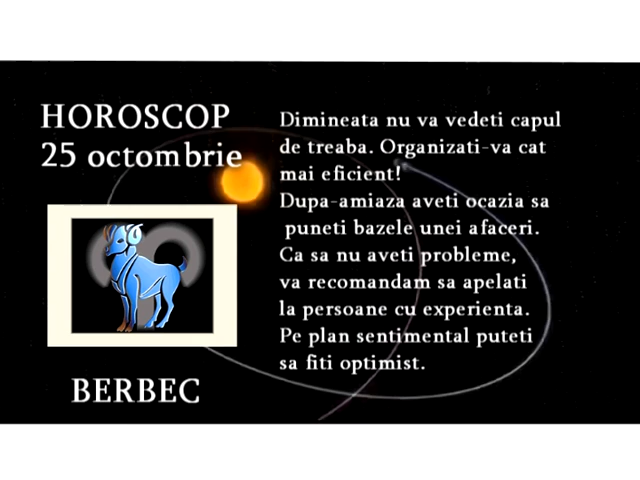 HOROSCOP
25 octombrie
BERBEC
Dimineata nu va vedeti capul
de treaba. Organizati-va cat
mai eficient!
Dupa-amiaza aveti ocazia sa
puneti bazele unei afaceri.
Ca sa nu aveti probleme,
va recomandam sa apelati
la persoane cu experienta.
Pe plan sentimental puteti
sa fiti optimist.